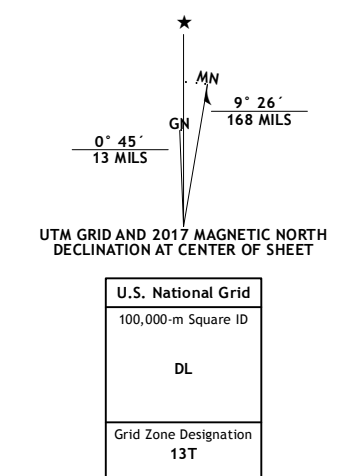 ★
MN
9° 26´
168 MILS
GN
0° 45´
13 MILS
UTM GRID AND 2017 MAGNETIC NORTH
DECLINATION AT CENTER OF SHEET
U.S. National Grid
100,000-m Square ID
DL
Grid Zone Designation
13T